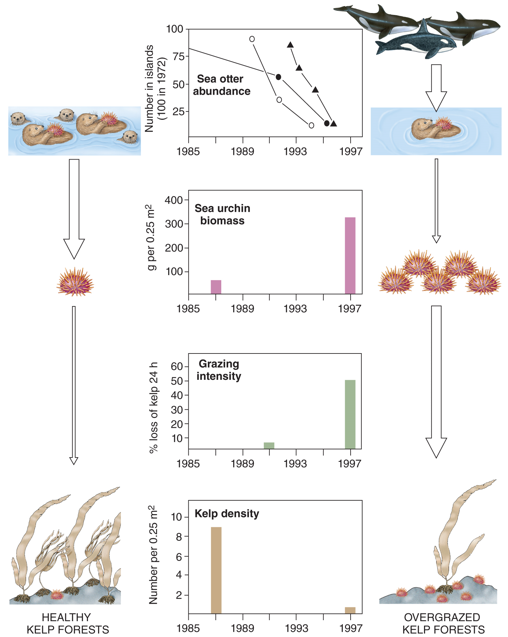 Number in islands
(100 in 1972)
100
75
50
25
Sea otter
abundance
1985
1989
1993
1997
g per 0.25 m²
400
300
200
100
Sea urchin
biomass
1985
1989
1993
1997
% loss of kelp 24 h
60
50
40
30
20
10
Grazing
intensity
1985
1989
1993
1997
Number per 0.25 m²
10
8
6
4
2
Kelp density
1985
1989
1993
1997
HEALTHY
KELP FORESTS
OVERGRAZED
KELP FORESTS